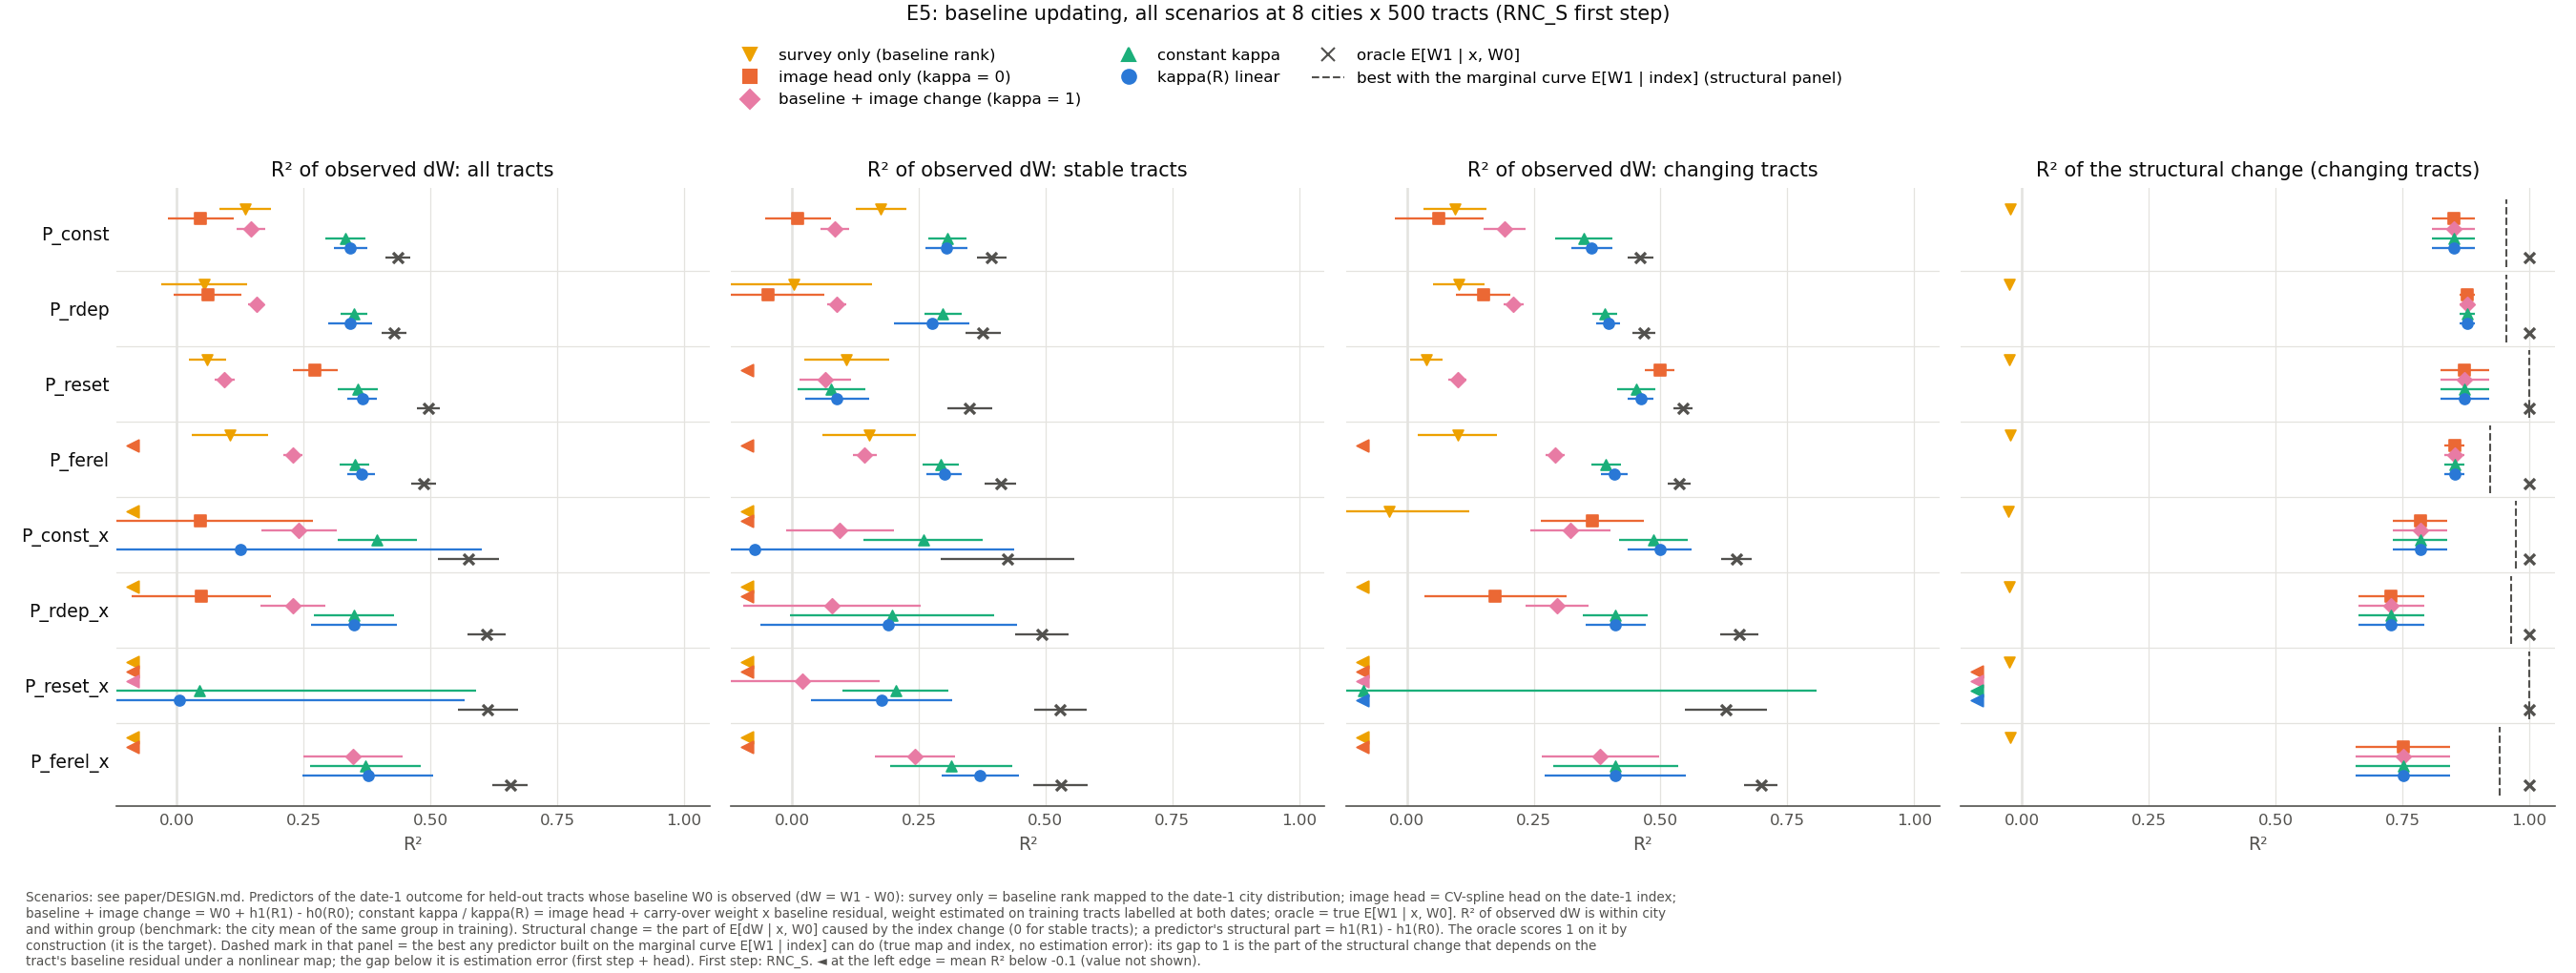 E5: baseline updating, all scenarios at 8 cities x 500 tracts (RNC_S first step)
survey only (baseline rank)
image head only (kappa = 0)
baseline + image change (kappa = 1)
constant kappa
kappa(R) linear
oracle E[W1 | x, W0]
best with the marginal curve E[W1 | index] (structural panel)
R² of observed dW: all tracts
R² of observed dW: stable tracts
R² of observed dW: changing tracts
R² of the structural change (changing tracts)
P_const
P_rdep
P_reset
P_ferel
P_const_x
P_rdep_x
P_reset_x
P_ferel_x
0.00 0.25 0.50 0.75 1.00
0.00 0.25 0.50 0.75 1.00
0.00 0.25 0.50 0.75 1.00
0.00 0.25 0.50 0.75 1.00
R²
R²
R²
R²
Scenarios: see paper/DESIGN.md. Predictors of the date-1 outcome for held-out tracts whose baseline W0 is observed (dW = W1 - W0): survey only = baseline rank mapped to the date-1 city distribution; image head = CV-spline head on the date-1 index;
baseline + image change = W0 + h1(R1) - h0(R0); constant kappa / kappa(R) = image head + carry-over weight x baseline residual, weight estimated on training tracts labelled at both dates; oracle = true E[W1 | x, W0]. R² of observed dW is within city
and within group (benchmark: the city mean of the same group in training). Structural change = the part of E[dW | x, W0] caused by the index change (0 for stable tracts); a predictor's structural part = h1(R1) - h1(R0). The oracle scores 1 on it by
construction (it is the target). Dashed mark in that panel = the best any predictor built on the marginal curve E[W1 | index] can do (true map and index, no estimation error): its gap to 1 is the part of the structural change that depends on the
tract's baseline residual under a nonlinear map; the gap below it is estimation error (first step + head). First step: RNC_S. ◄ at the left edge = mean R² below -0.1 (value not shown).